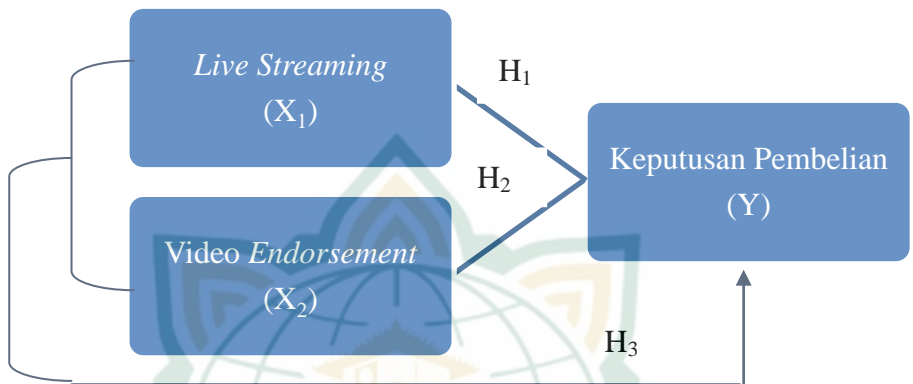 Live Streaming
(X₁)
H₁
Keputusan Pembelian
(Y)
H₂
Video Endorsement
(X₂)
H₃